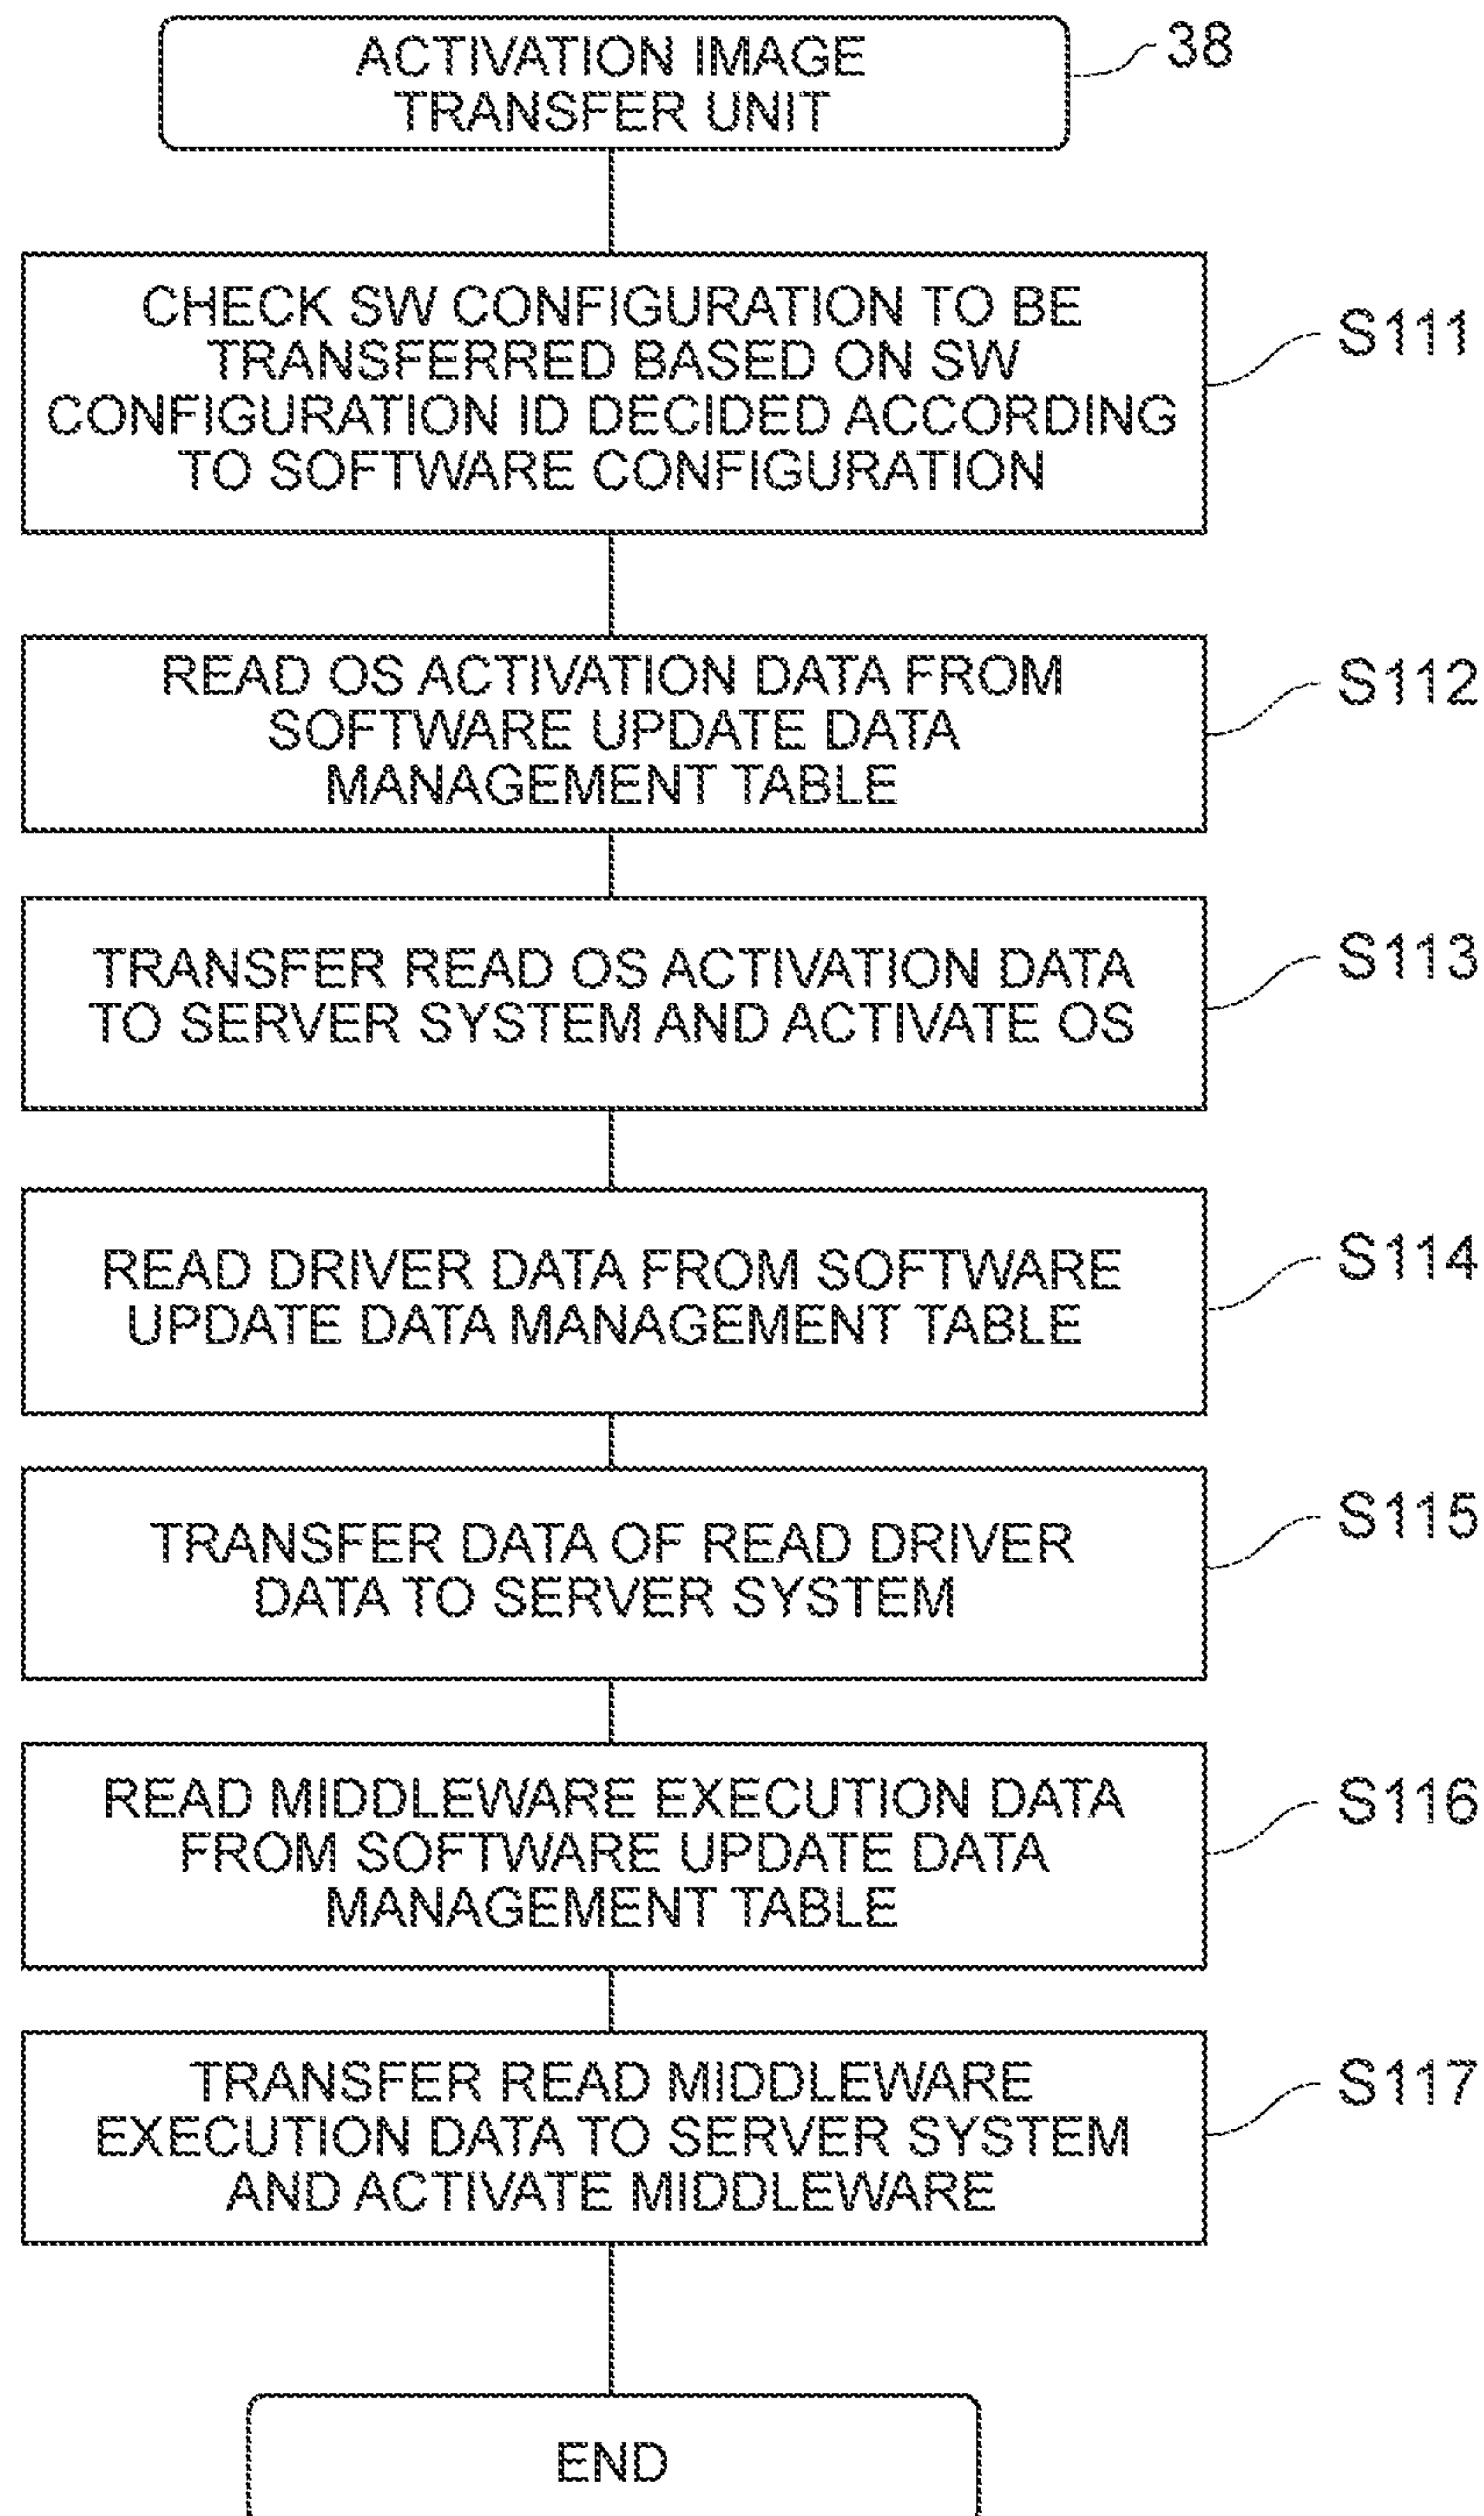 ACTIVATION IMAGE
TRANSFER UNIT
38
CHECK SW CONFIGURATION TO BE
TRANSFERRED BASED ON SW
CONFIGURATION ID DECIDED ACCORDING
TO SOFTWARE CONFIGURATION
S111
READ OS ACTIVATION DATA FROM
SOFTWARE UPDATE DATA
MANAGEMENT TABLE
S112
TRANSFER READ OS ACTIVATION DATA
TO SERVER SYSTEM AND ACTIVATE OS
S113
READ DRIVER DATA FROM SOFTWARE
UPDATE DATA MANAGEMENT TABLE
S114
TRANSFER DATA OF READ DRIVER
DATA TO SERVER SYSTEM
S115
READ MIDDLEWARE EXECUTION DATA
FROM SOFTWARE UPDATE DATA
MANAGEMENT TABLE
S116
TRANSFER READ MIDDLEWARE
EXECUTION DATA TO SERVER SYSTEM
AND ACTIVATE MIDDLEWARE
S117
END